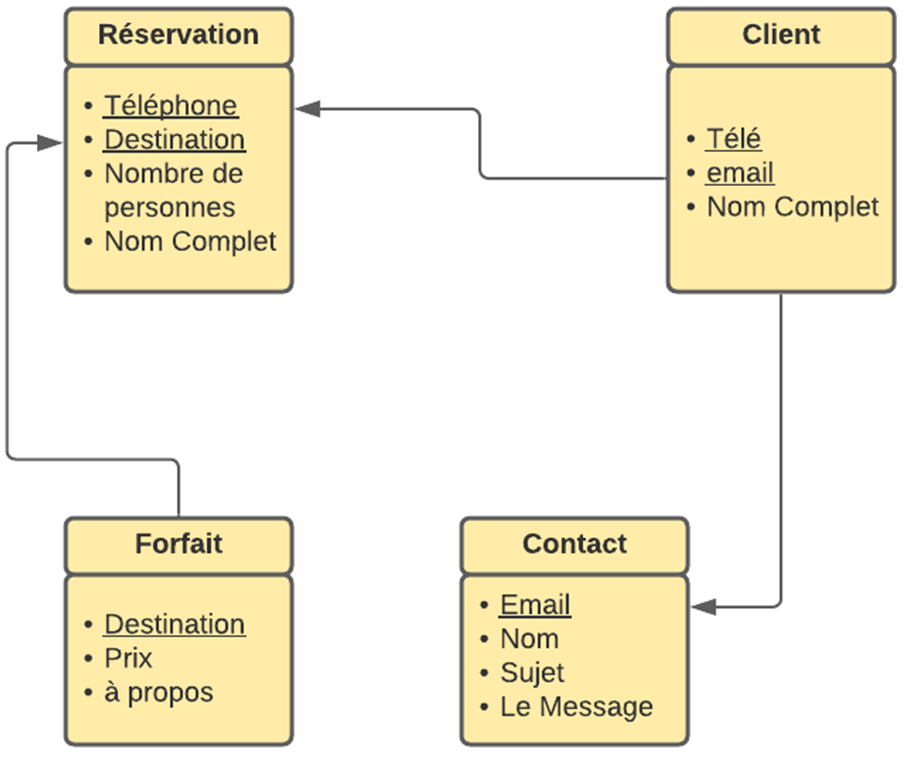 Réservation
• Téléphone
• Destination
• Nombre de
personnes
• Nom Complet
Client
• Télé
• email
• Nom Complet
Forfait
• Destination
• Prix
• à propos
Contact
• Email
• Nom
• Sujet
• Le Message